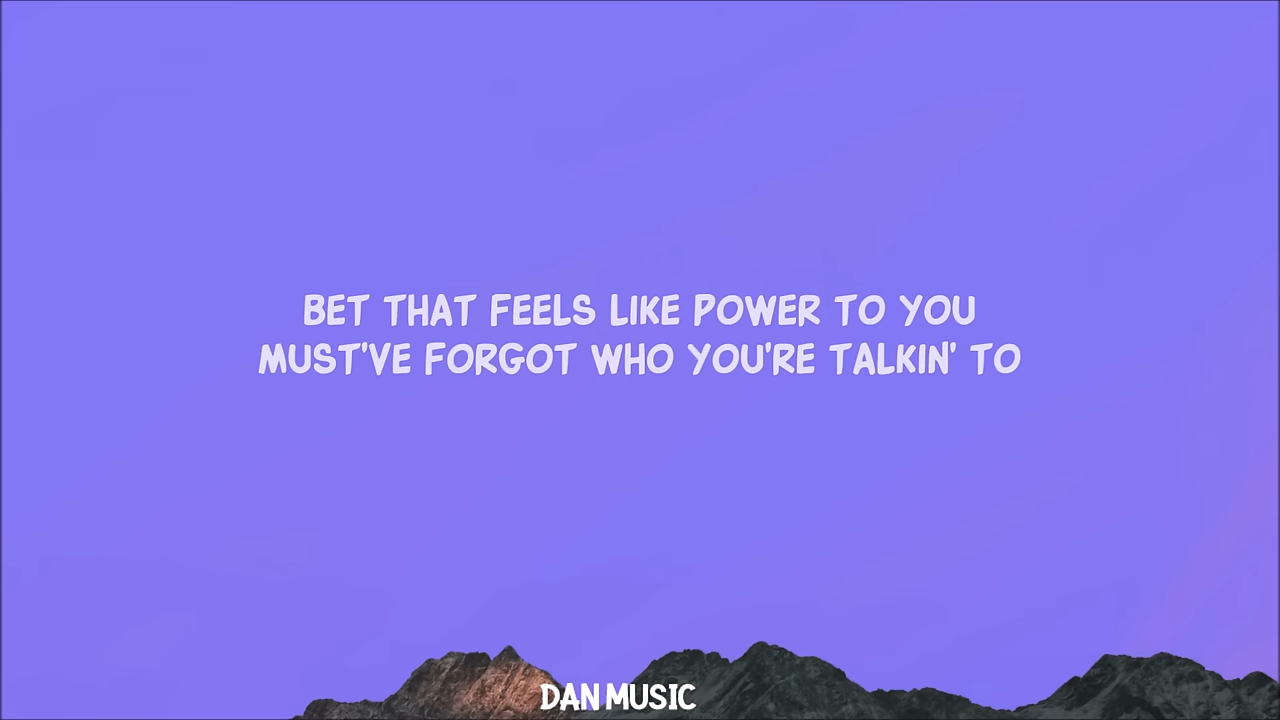 BET THAT FEELS LIKE POWER TO YOU
MUST'VE FORGOT WHO YOU'RE TALKIN' TO
DAN MUSIC